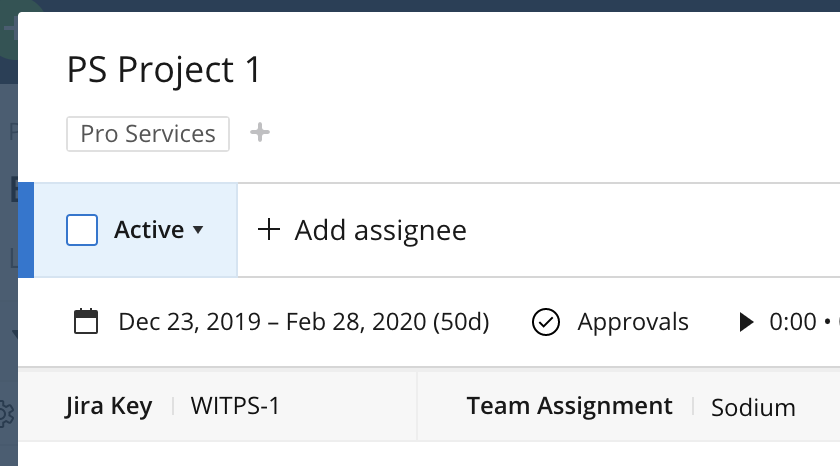 PS Project 1
Pro Services
Active Add assignee
Dec 23, 2019 – Feb 28, 2020 (50d) Approvals 0:00 •
Jira Key WITPS-1 Team Assignment Sodium